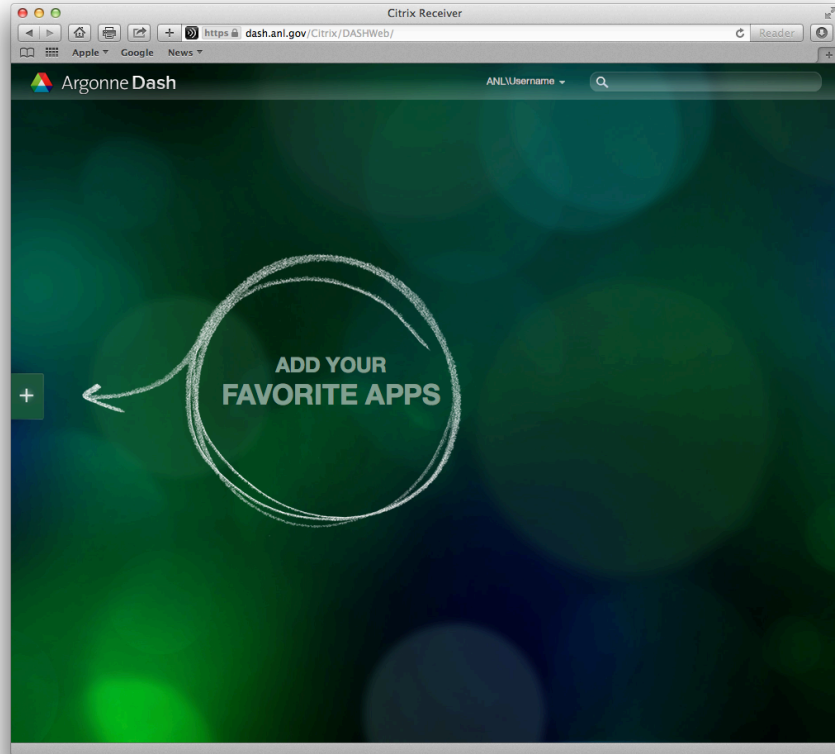 Citrix Receiver
https dash.anl.gov/Citrix/DASHWeb/
Reader
Apple Google News
Argonne Dash
ANL\Username
ADD YOUR
FAVORITE APPS